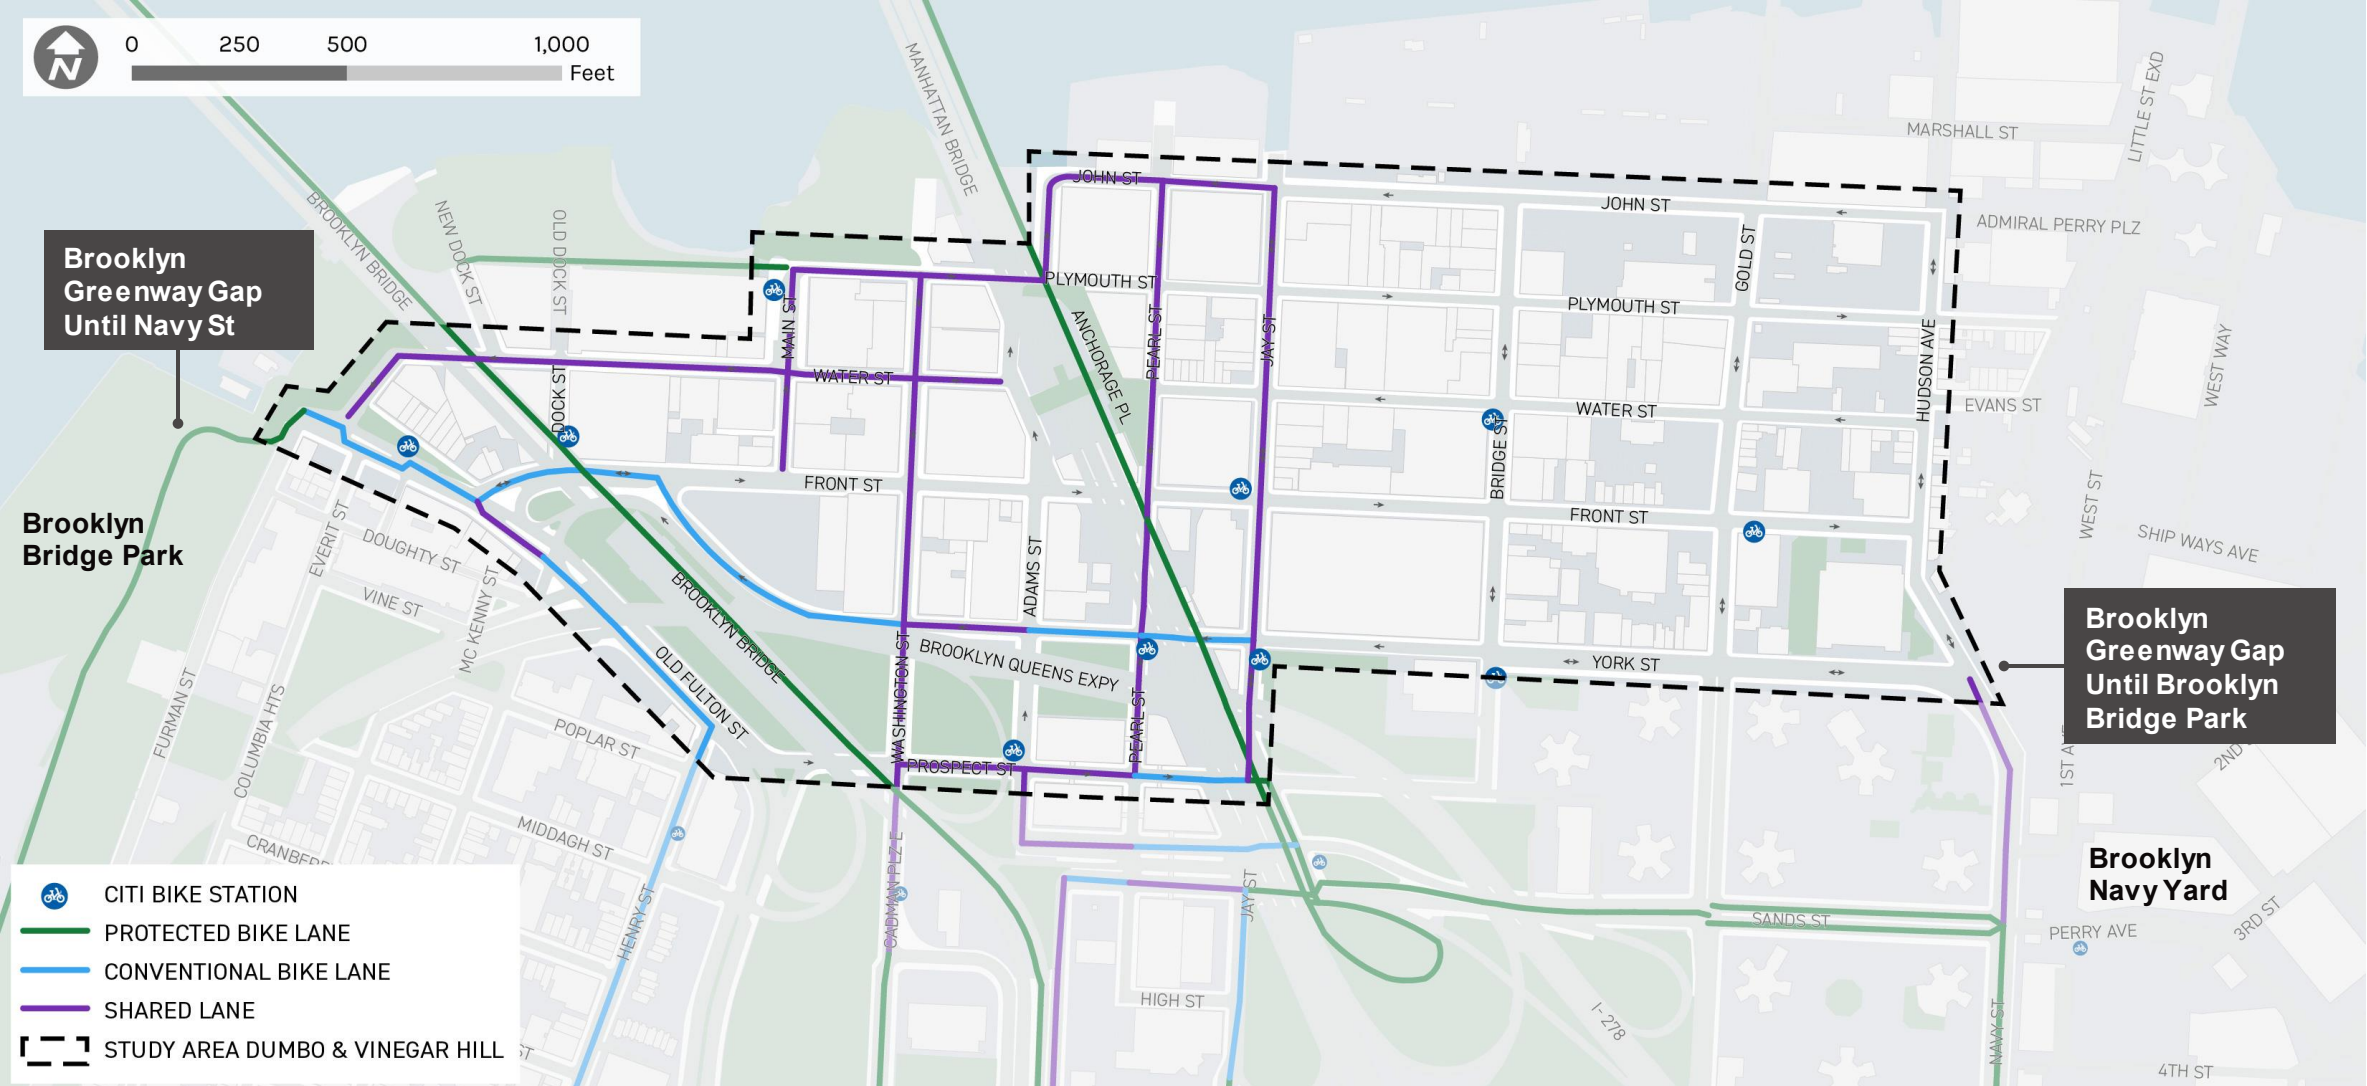 0 250 500 1,000
Feet
N
MANHATTAN BRIDGE
LITTLE ST EXD
MARSHALL ST
JOHN ST
JOHN ST
ADMIRAL PERRY PLZ
BROOKLYN BRIDGE
NEW DOCK ST
OLD DOCK ST
GOLD ST
Brooklyn
Greenway Gap
Until Navy St
PLYMOUTH ST
PLYMOUTH ST
MAIN ST
ANCHORAGE PL
PEARL ST
JAY ST
HUDSON AVE
WEST WAY
WATER ST
DOCK ST
WATER ST
EVANS ST
BRIDGE ST
FRONT ST
FRONT ST
WEST ST
Brooklyn
Bridge Park
EVERIT ST
DOUGHTY ST
SHIP WAYS AVE
ADAMS ST
VINE ST
MC KENNY ST
BROOKLYN BRIDGE
OLD FULTON ST
WASHINGTON ST
BROOKLYN QUEENS EXPY
YORK ST
Brooklyn
Greenway Gap
Until Brooklyn
Bridge Park
FURMAN ST
COLUMBIA HTS
POPLAR ST
PEARL ST
PROSPECT ST
1ST AVE
2ND
MIDDAGH ST
CRANBERR
CADMAN PLZ E
HENRY ST
JAY ST
SANDS ST
Brooklyn
Navy Yard
3RD ST
PERRY AVE
HIGH ST
I-278
NAVY ST
4TH ST
CITI BIKE STATION
PROTECTED BIKE LANE
CONVENTIONAL BIKE LANE
SHARED LANE
STUDY AREA DUMBO & VINEGAR HILL
ST